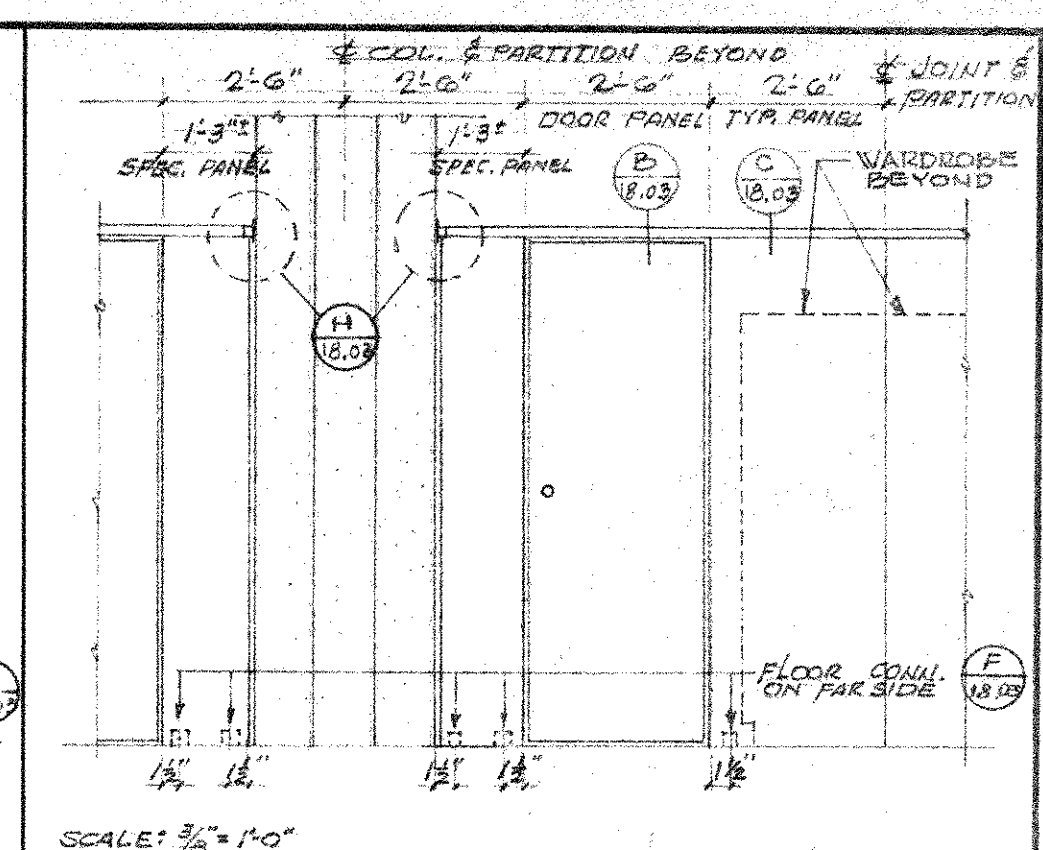 ℄ COL. & PARTITION BEYOND
2'-6" 2'-6" 2'-6" 2'-6" ℄ JOINT &
PARTITION
1'-3"± 1'-3± DOOR PANEL TYP. PANEL
SPEC. PANEL SPEC. PANEL
B
18.03
C
18.03
WARDROBE
BEYOND
H
18.03
FLOOR CONN.
ON FAR SIDE
F
18.03
1½" 1½" 1½" 1½" 1½"
SCALE: 3/8" = 1'-0"